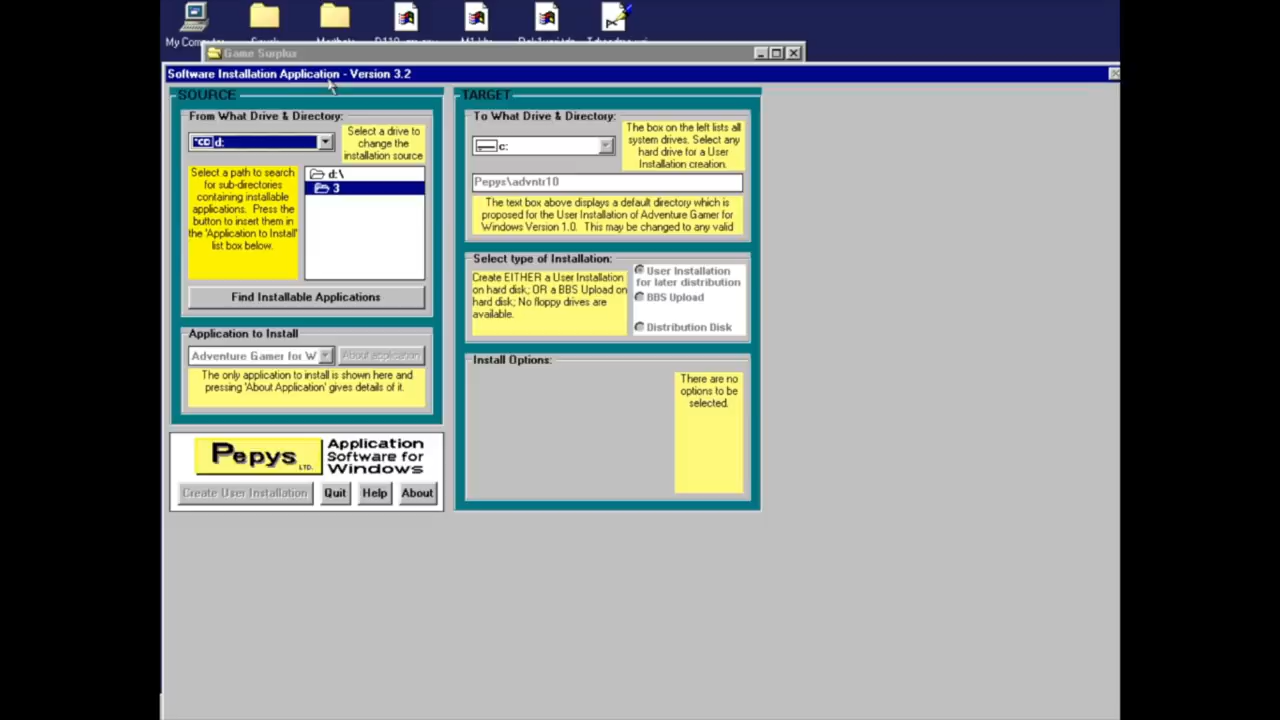 My Computer
Game Surplus
Software Installation Application - Version 3.2
SOURCE
From What Drive & Directory:
d:
Select a drive to
change the
installation source
Select a path to search
for sub-directories
containing installable
applications. Press the
button to insert them in
the 'Application to Install'
list box below.
d:\
3
Find Installable Applications
Application to Install
Adventure Gamer for W
About application
The only application to install is shown here and
pressing 'About Application' gives details of it.
Pepys LTD.
Application
Software for
Windows
Create User Installation
Quit
Help
About
TARGET
To What Drive & Directory:
c:
The box on the left lists all
system drives. Select any
hard drive for a User
Installation creation.
Pepys\advntr10
The text box above displays a default directory which is
proposed for the User Installation of Adventure Gamer for
Windows Version 1.0. This may be changed to any valid
Select type of Installation:
Create EITHER a User Installation
on hard disk; OR a BBS Upload on
hard disk; No floppy drives are
available.
User Installation
for later distribution
BBS Upload
Distribution Disk
Install Options:
There are no
options to be
selected.